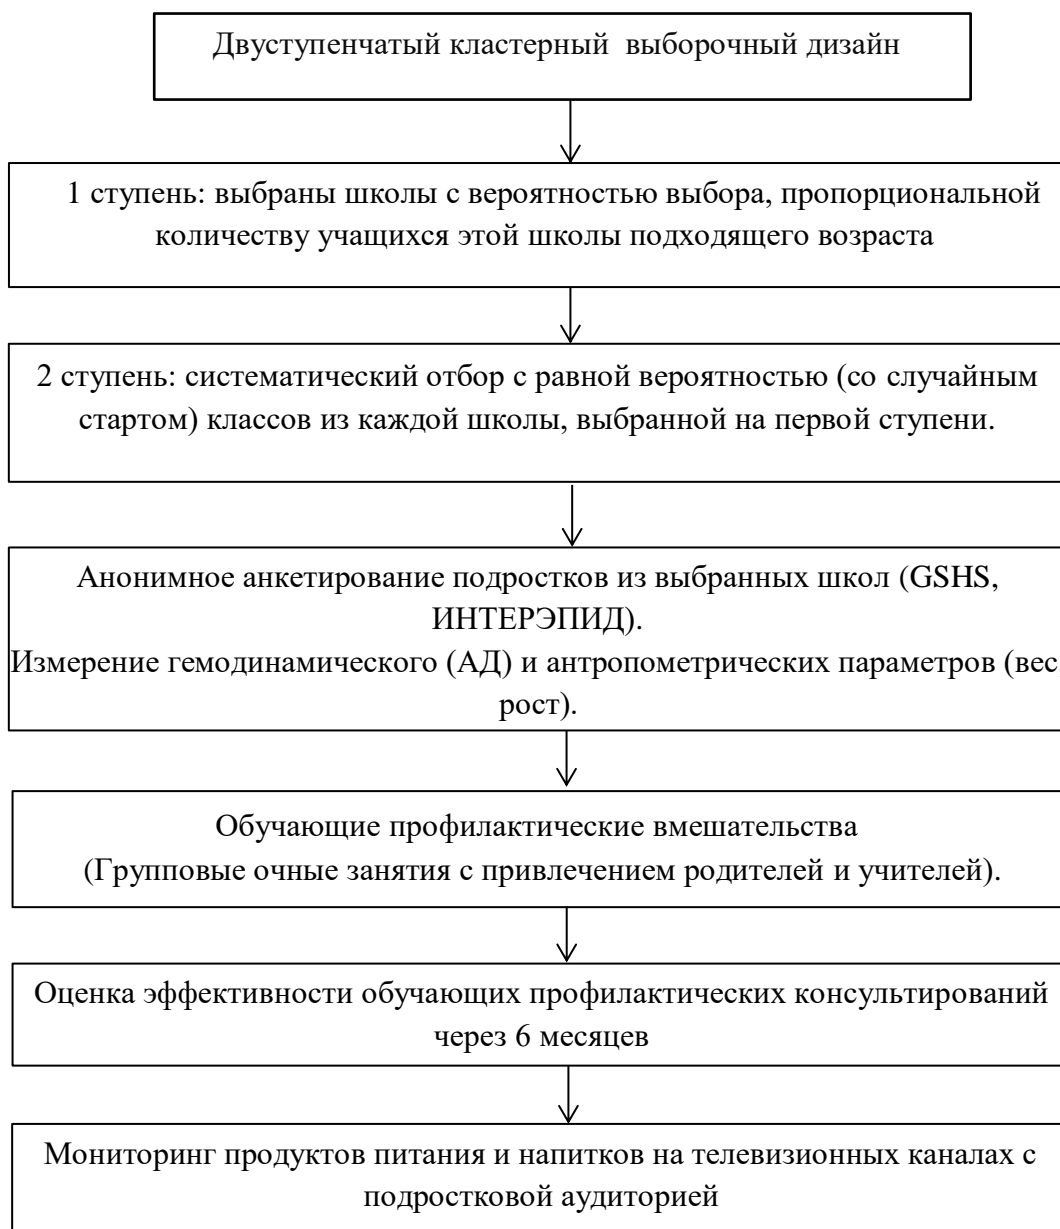 Двуступенчатый кластерный выборочный дизайн
1 ступень: выбраны школы с вероятностью выбора, пропорциональной
количеству учащихся этой школы подходящего возраста
2 ступень: систематический отбор с равной вероятностью (со случайным
стартом) классов из каждой школы, выбранной на первой ступени.
Анонимное анкетирование подростков из выбранных школ (GSHS,
ИНТЕРЭПИД).
Измерение гемодинамического (АД) и антропометрических параметров (вес,
рост).
Обучающие профилактические вмешательства
(Групповые очные занятия с привлечением родителей и учителей).
Оценка эффективности обучающих профилактических консультирований
через 6 месяцев
Мониторинг продуктов питания и напитков на телевизионных каналах с
подростковой аудиторией